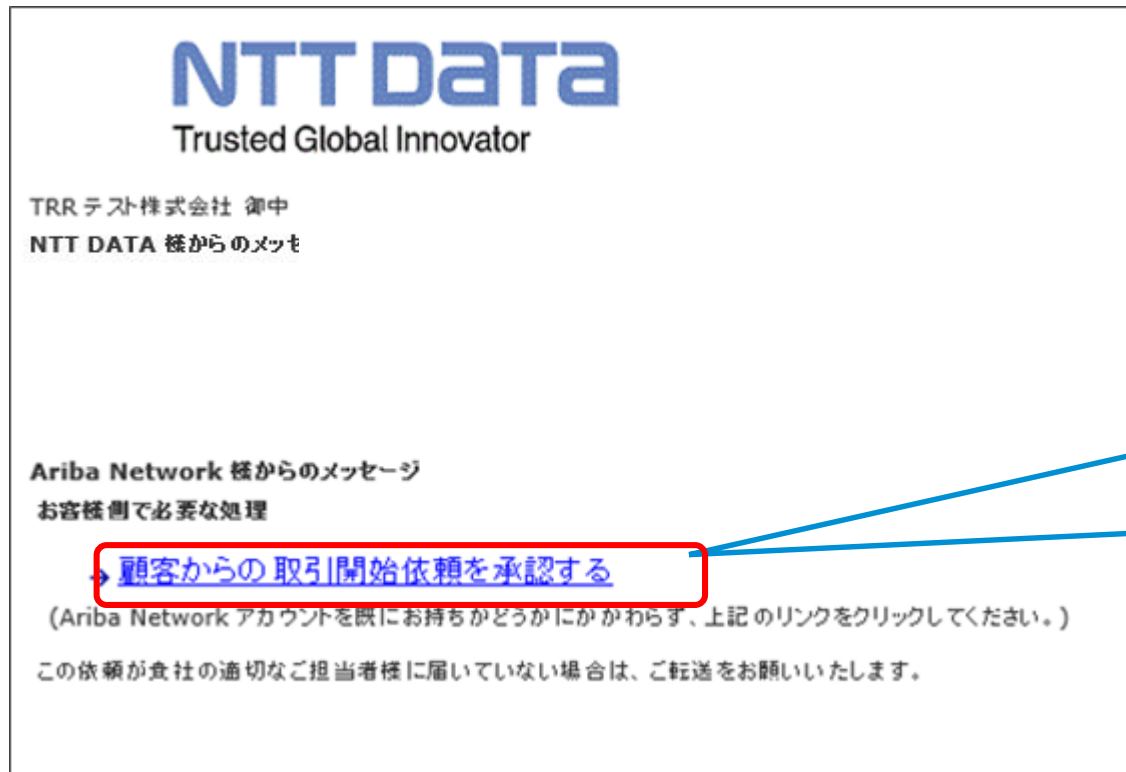 NTT DATA
Trusted Global Innovator
TRR テスト株式会社 御中
NTT DATA 様からのメッセ
Ariba Network 様からのメッセージ
お客様側で必要な処理
→ 顧客からの取引開始依頼を承認する
(Ariba Network アカウントを既にお持ちかどうかにかかわらず、上記のリンクをクリックしてください。)
この依頼が貴社の適切なご担当者様に届いていない場合は、ご転送をお願いいたします。